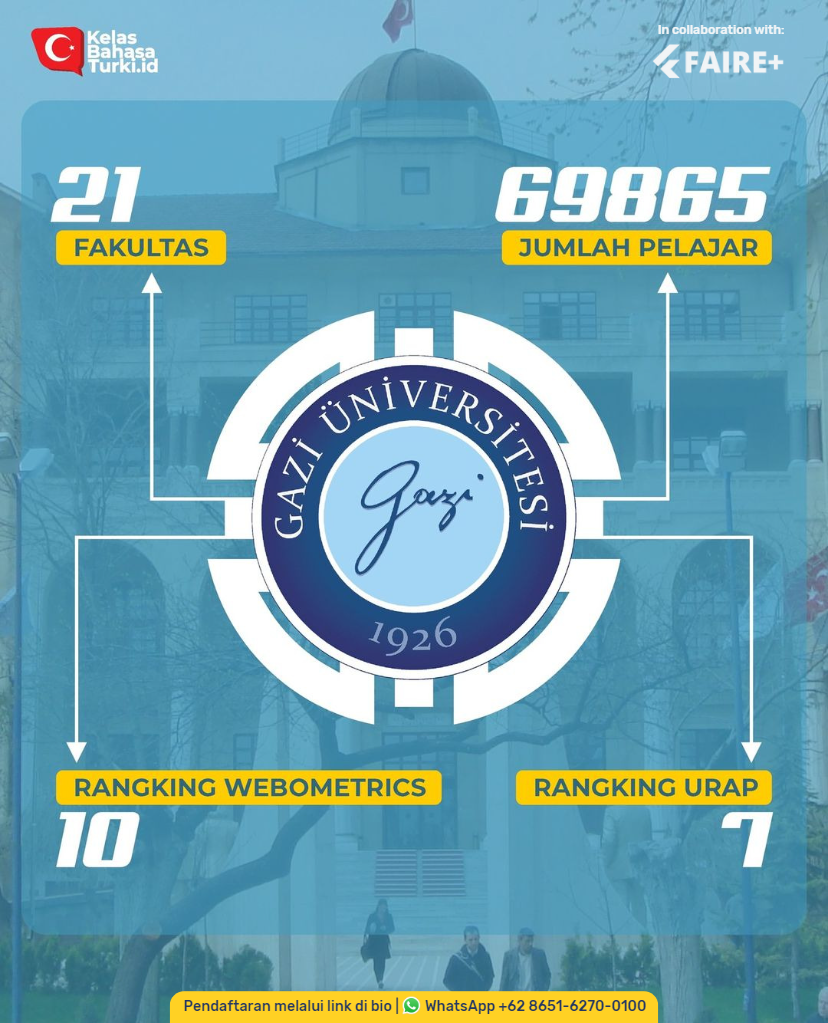 Kelas
Bahasa
Turki.id
In collaboration with:
FAIRE+
21
FAKULTAS
69865
JUMLAH PELAJAR
GAZİ ÜNİVERSİTESİ
gazi
1926
RANGKING WEBOMETRICS
10
RANGKING URAP
7
Pendaftaran melalui link di bio | WhatsApp +62 8651-6270-0100